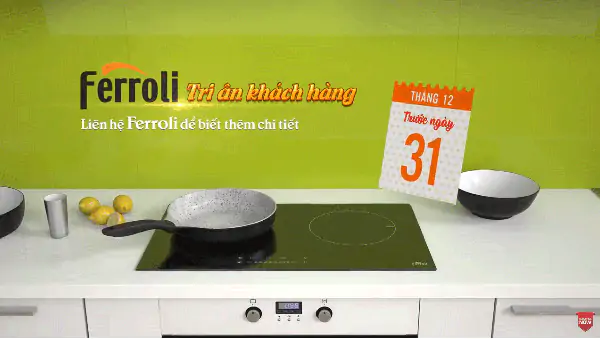 Ferroli Tri ân khách hàng
Liên hệ Ferroli để biết thêm chi tiết
THÁNG 12
Trước ngày
31